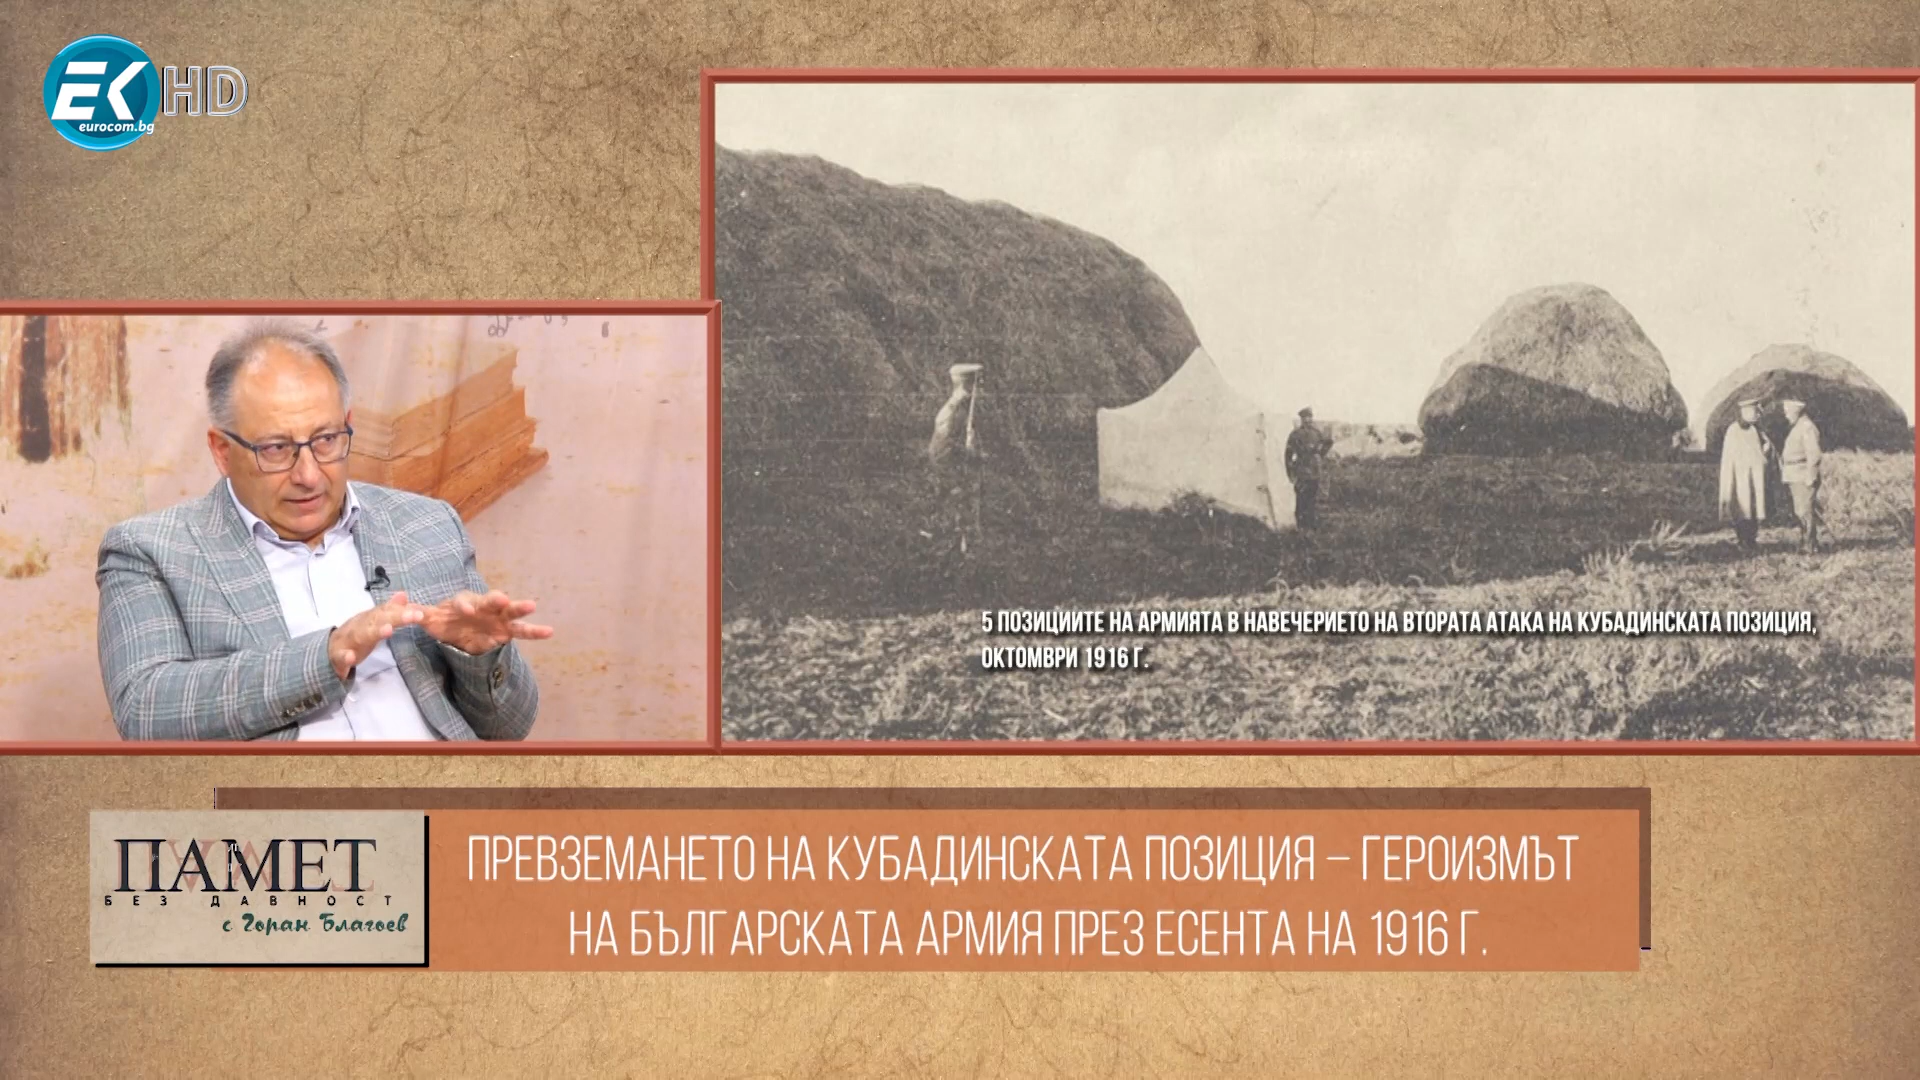 EK HD
eurocom.bg
5 ПОЗИЦИИТЕ НА АРМИЯТА В НАВЕЧЕРИЕТО НА ВТОРАТА АТАКА НА КУБАДИНСКАТА ПОЗИЦИЯ,
ОКТОМВРИ 1916 Г.
ПАМЕТ
БЕЗ ДАВНОСТ
с Горан Благоев
ПРЕВЗЕМАНЕТО НА КУБАДИНСКАТА ПОЗИЦИЯ – ГЕРОИЗМЪТ
НА БЪЛГАРСКАТА АРМИЯ ПРЕЗ ЕСЕНТА НА 1916 Г.